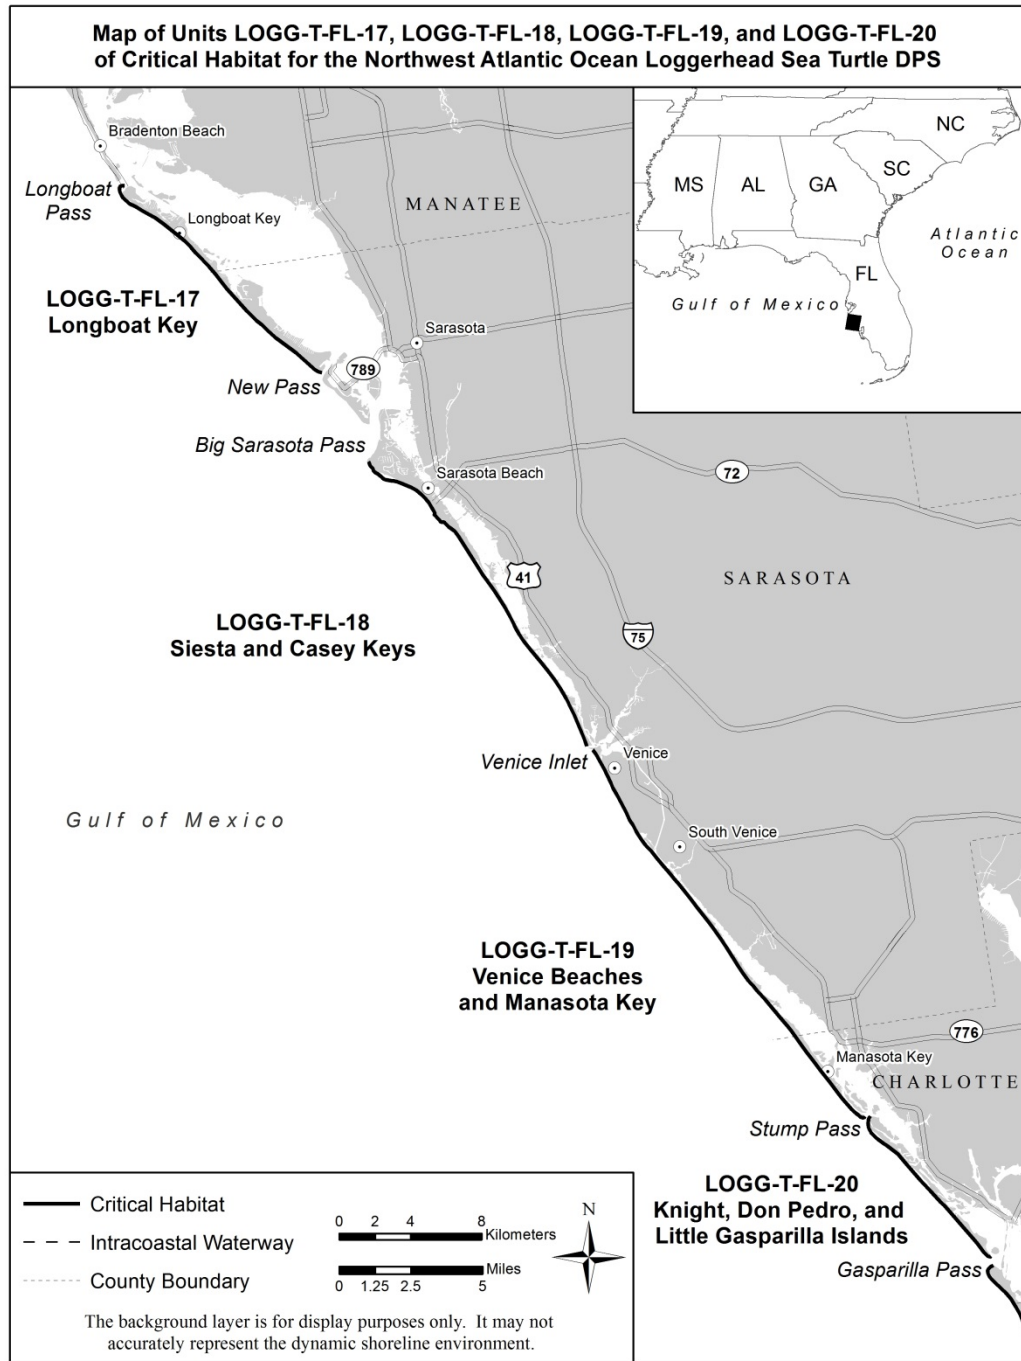 Map of Units LOGG-T-FL-17, LOGG-T-FL-18, LOGG-T-FL-19, and LOGG-T-FL-20
of Critical Habitat for the Northwest Atlantic Ocean Loggerhead Sea Turtle DPS
Bradenton Beach
Longboat
Pass
Longboat Key
MANATEE
LOGG-T-FL-17
Longboat Key
Sarasota
789
New Pass
Big Sarasota Pass
Sarasota Beach
72
41
SARASOTA
75
LOGG-T-FL-18
Siesta and Casey Keys
Venice Inlet
Venice
Gulf of Mexico
South Venice
LOGG-T-FL-19
Venice Beaches
and Manasota Key
776
Manasota Key
CHARLOTTE
Stump Pass
LOGG-T-FL-20
Knight, Don Pedro, and
Little Gasparilla Islands
Gasparilla Pass
NC
SC
MS
AL
GA
Atlantic
Ocean
FL
Gulf of Mexico
Critical Habitat
Intracoastal Waterway
County Boundary
0 2 4 8
Kilometers
Miles
0 1.25 2.5 5
N
The background layer is for display purposes only. It may not
accurately represent the dynamic shoreline environment.